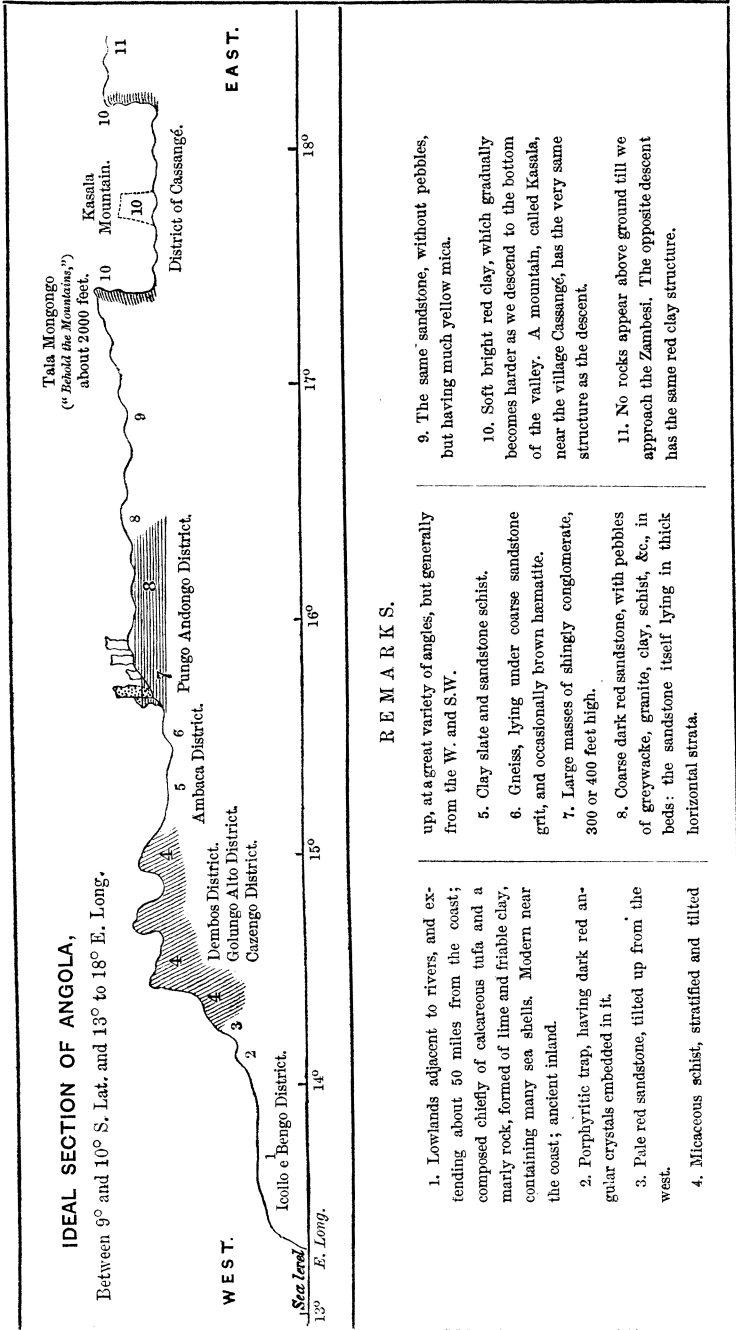 IDEAL SECTION OF ANGOLA,
Between 9° and 10° S. Lat. and 13° to 18° E. Long.
WEST.
EAST.
Tala Mongongo
("Behold the Mountains,")
about 2000 feet.
Kasala
Mountain.
1
2
3
4
4
4
5
6
7
8
8
9
10
10
10
11
Icollo e Bengo District.
Dembos District.
Golungo Alto District.
Cazengo District.
Ambaca District.
Pungo Andongo District.
District of Cassangé.
Sea level
13° E. Long.
14°
15°
16°
17°
18°
REMARKS.
1. Lowlands adjacent to rivers, and ex-
tending about 50 miles from the coast;
composed chiefly of calcareous tufa and a
marly rock, formed of lime and friable clay,
containing many sea shells. Modern near
the coast; ancient inland.
2. Porphyritic trap, having dark red an-
gular crystals embedded in it.
3. Pale red sandstone, tilted up from the
west.
4. Micaceous schist, stratified and tilted
up, at a great variety of angles, but generally
from the W. and S.W.
5. Clay slate and sandstone schist.
6. Gneiss, lying under coarse sandstone
grit, and occasionally brown hæmatite.
7. Large masses of shingly conglomerate,
300 or 400 feet high.
8. Coarse dark red sandstone, with pebbles
of greywacke, granite, clay, schist, &c., in
beds: the sandstone itself lying in thick
horizontal strata.
9. The same sandstone, without pebbles,
but having much yellow mica.
10. Soft bright red clay, which gradually
becomes harder as we descend to the bottom
of the valley. A mountain, called Kasala,
near the village Cassangé, has the very same
structure as the descent.
11. No rocks appear above ground till we
approach the Zambesi. The opposite descent
has the same red clay structure.